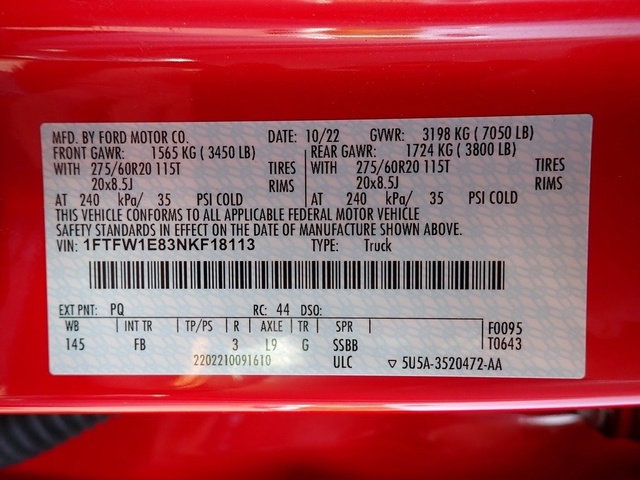 MFD. BY FORD MOTOR CO. DATE: 10/22 GVWR: 3198 KG ( 7050 LB)
FRONT GAWR: 1565 KG ( 3450 LB) REAR GAWR: 1724 KG ( 3800 LB)
WITH 275/60R20 115T TIRES WITH 275/60R20 115T TIRES
20x8.5J RIMS 20x8.5J RIMS
AT 240 kPa/ 35 PSI COLD AT 240 kPa/ 35 PSI COLD
THIS VEHICLE CONFORMS TO ALL APPLICABLE FEDERAL MOTOR VEHICLE
SAFETY STANDARDS IN EFFECT ON THE DATE OF MANUFACTURE SHOWN ABOVE.
VIN: 1FTFW1E83NKF18113 TYPE: Truck
EXT PNT: PQ RC: 44 DSO:
WB INT TR TP/PS R AXLE TR SPR F0095
145 FB 3 L9 G SSBB T0643
2202210091610 ULC ▽ 5U5A-3520472-AA